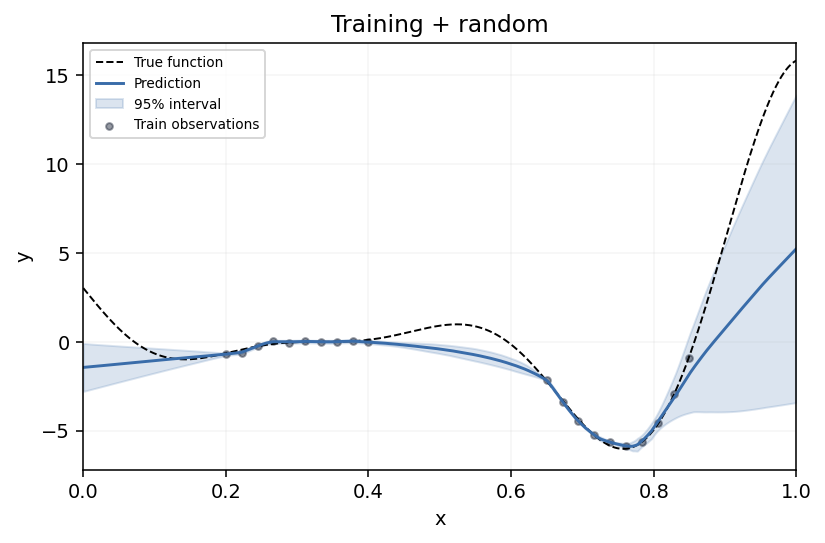 Training + random
True function
Prediction
95% interval
Train observations
15
10
5
0
−5
y
0.0 0.2 0.4 0.6 0.8 1.0
x